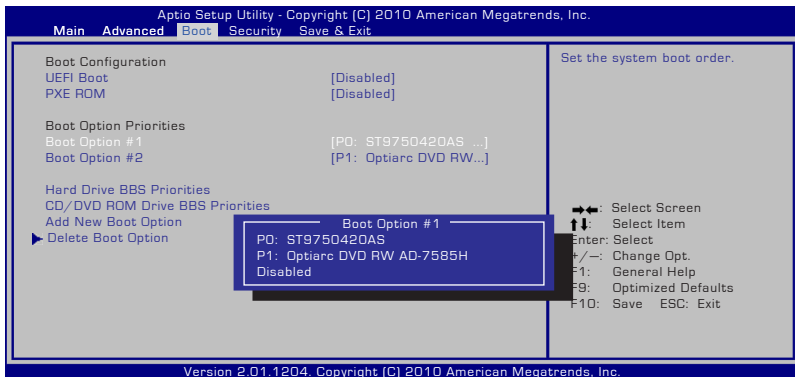 Aptio Setup Utility - Copyright (C) 2010 American Megatrends, Inc.
Main Advanced Boot Security Save & Exit
Boot Configuration
UEFI Boot [Disabled]
PXE ROM [Disabled]
Boot Option Priorities
Boot Option #1 [P0: ST9750420AS ...]
Boot Option #2 [P1: Optiarc DVD RW...]
Hard Drive BBS Priorities
CD/DVD ROM Drive BBS Priorities
Add New Boot Option
Delete Boot Option
Boot Option #1
P0: ST9750420AS
P1: Optiarc DVD RW AD-7585H
Disabled
Set the system boot order.
→←: Select Screen
↑↓: Select Item
Enter: Select
+/—: Change Opt.
F1: General Help
F9: Optimized Defaults
F10: Save ESC: Exit
Version 2.01.1204. Copyright (C) 2010 American Megatrends, Inc.